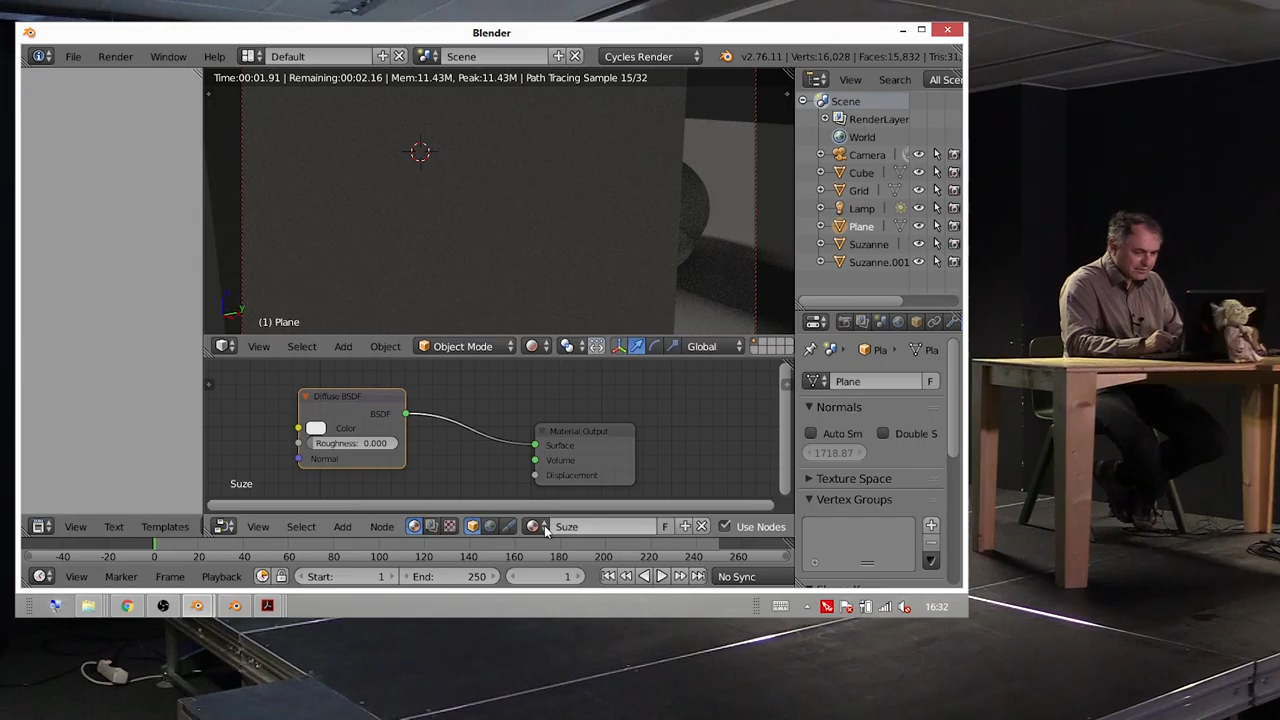 Blender
File Render Window Help Default Scene Cycles Render v2.76.11 | Verts:16,028 | Faces:15,832 | Tris:31,
Time:00:01.91 | Remaining:00:02.16 | Mem:11.43M, Peak:11.43M | Path Tracing Sample 15/32
View Search All Scen
Scene
RenderLayer
World
Camera
Cube
Grid
Lamp
Plane
Suzanne
Suzanne.001
(1) Plane
View Select Add Object Object Mode Global
Pla Pla
Plane F
Normals
Auto Sm Double S
1718.87
Texture Space
Vertex Groups
Diffuse BSDF
BSDF
Color
Roughness: 0.000
Normal
Material Output
Surface
Volume
Displacement
Suze
View Text Templates View Select Add Node Suze F Use Nodes
-40 -20 0 20 40 60 80 100 120 140 160 180 200 220 240 260
View Marker Frame Playback Start: 1 End: 250 1 No Sync
16:32